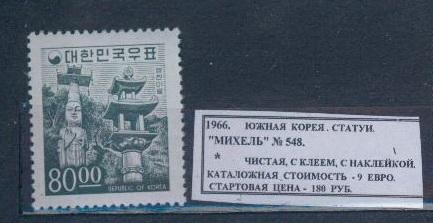 대한민국우표
80.00
REPUBLIC OF KOREA
1966. ЮЖНАЯ КОРЕЯ. СТАТУИ.
"МИХЕЛЬ" № 548.
* ЧИСТАЯ, С КЛЕЕМ, С НАКЛЕЙКОЙ.
КАТАЛОЖНАЯ СТОИМОСТЬ - 9 ЕВРО.
СТАРТОВАЯ ЦЕНА - 180 РУБ.